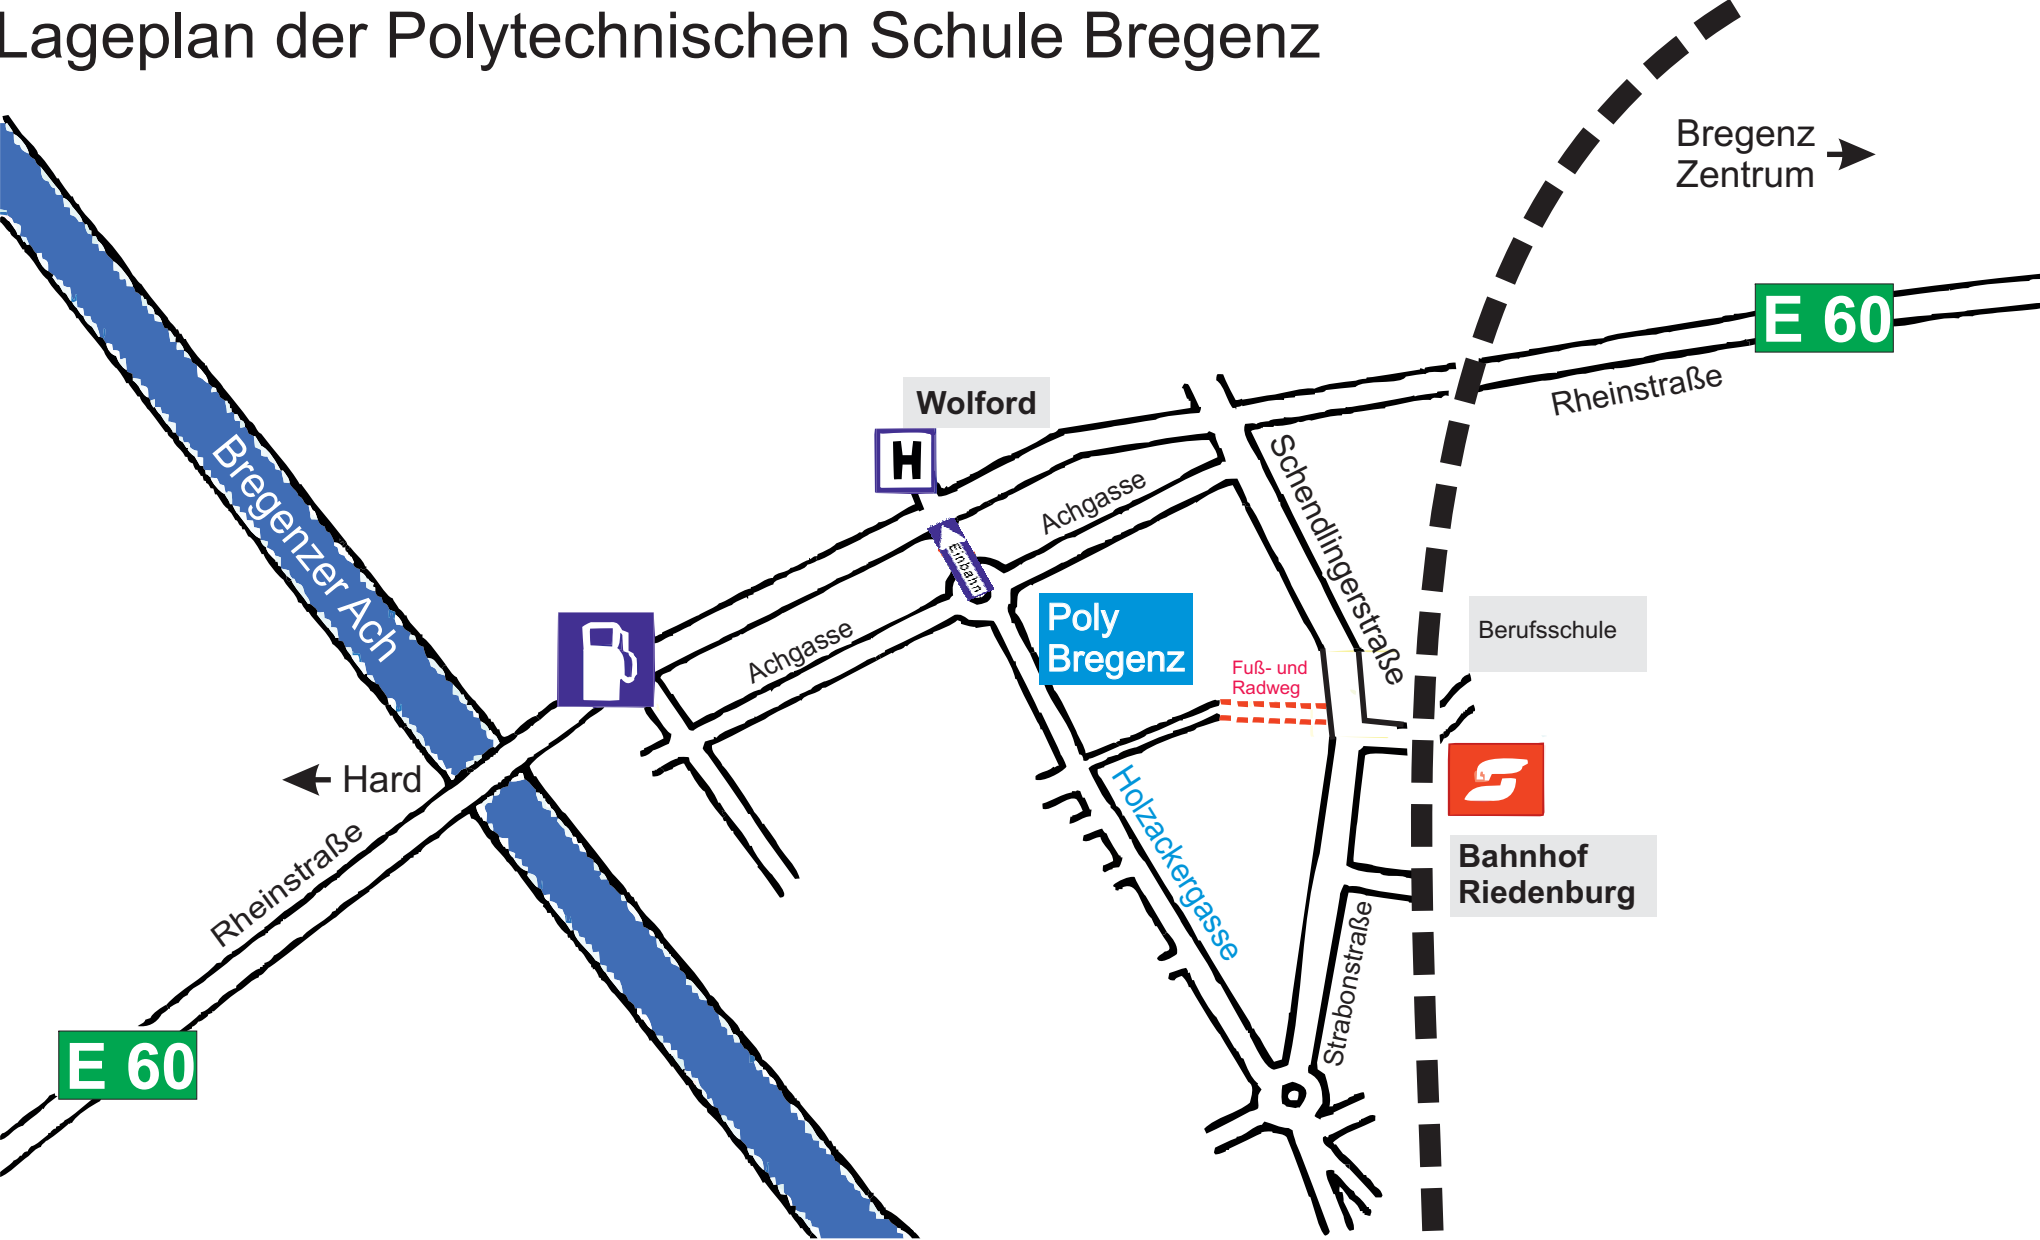 Lageplan der Polytechnischen Schule Bregenz
Bregenz
Zentrum
E 60
Rheinstraße
Wolford
H
Achgasse
Schendlingerstraße
Einbahn
Bregenzer Ach
Poly
Bregenz
Berufsschule
Achgasse
Fuß- und
Radweg
Hard
Rheinstraße
Holzackergasse
Bahnhof
Riedenburg
Strabonstraße
E 60